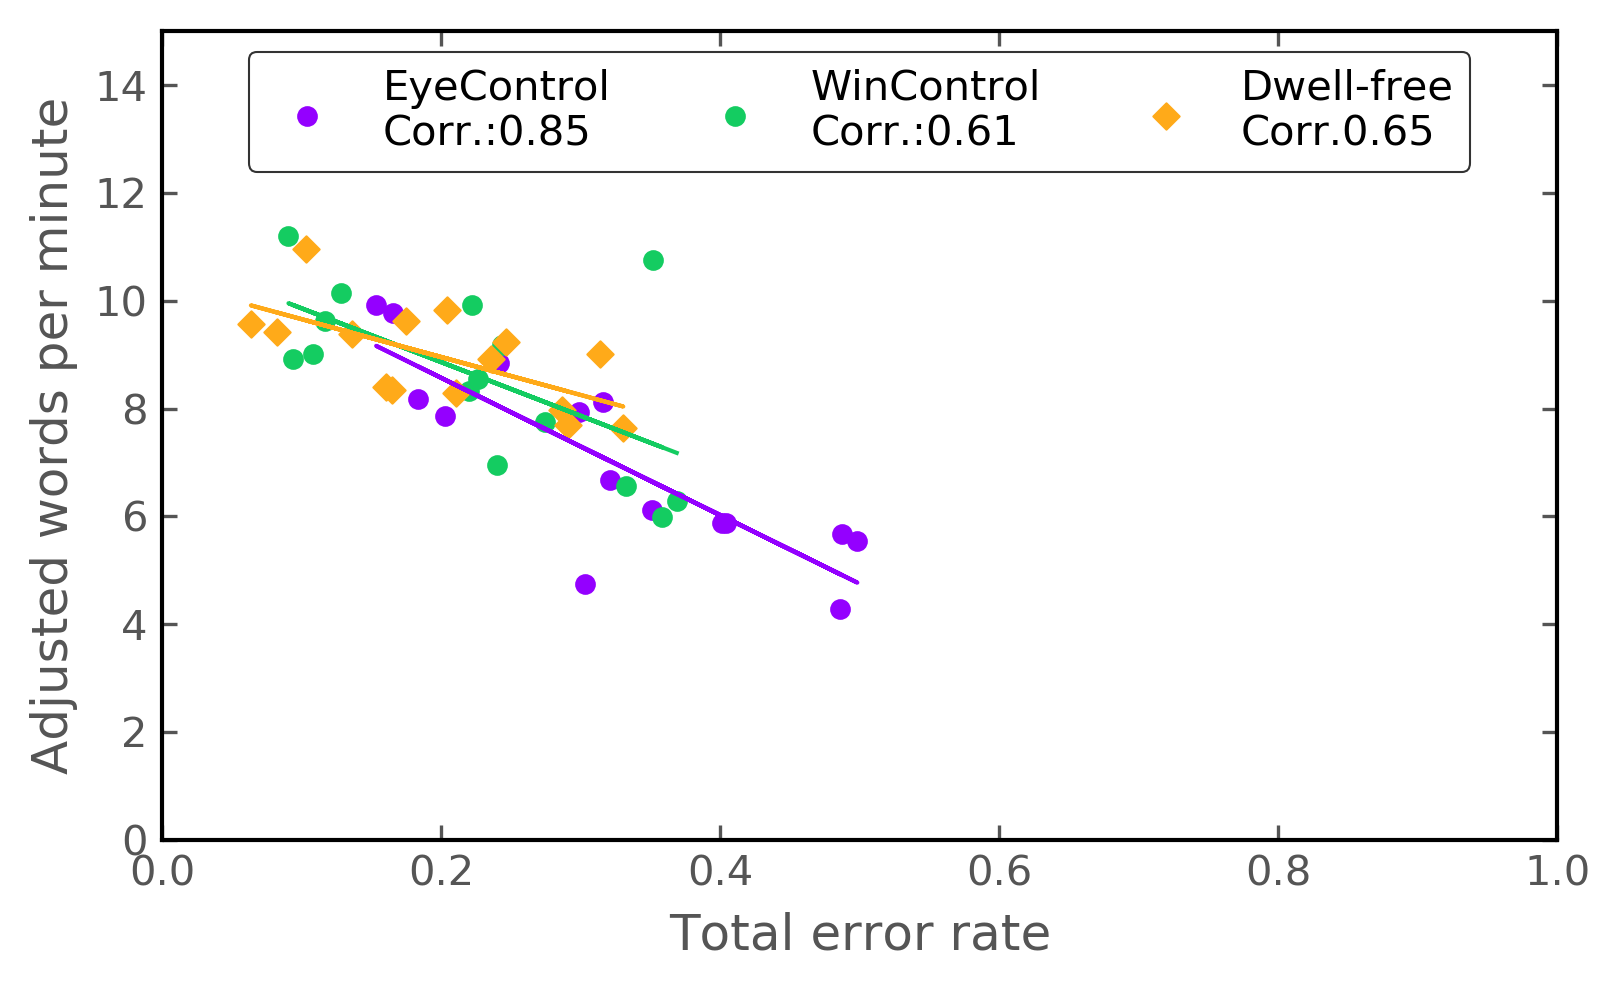 EyeControl
Corr.:0.85
WinControl
Corr.:0.61
Dwell-free
Corr.0.65
Adjusted words per minute
14
12
10
8
6
4
2
0
0.0 0.2 0.4 0.6 0.8 1.0
Total error rate